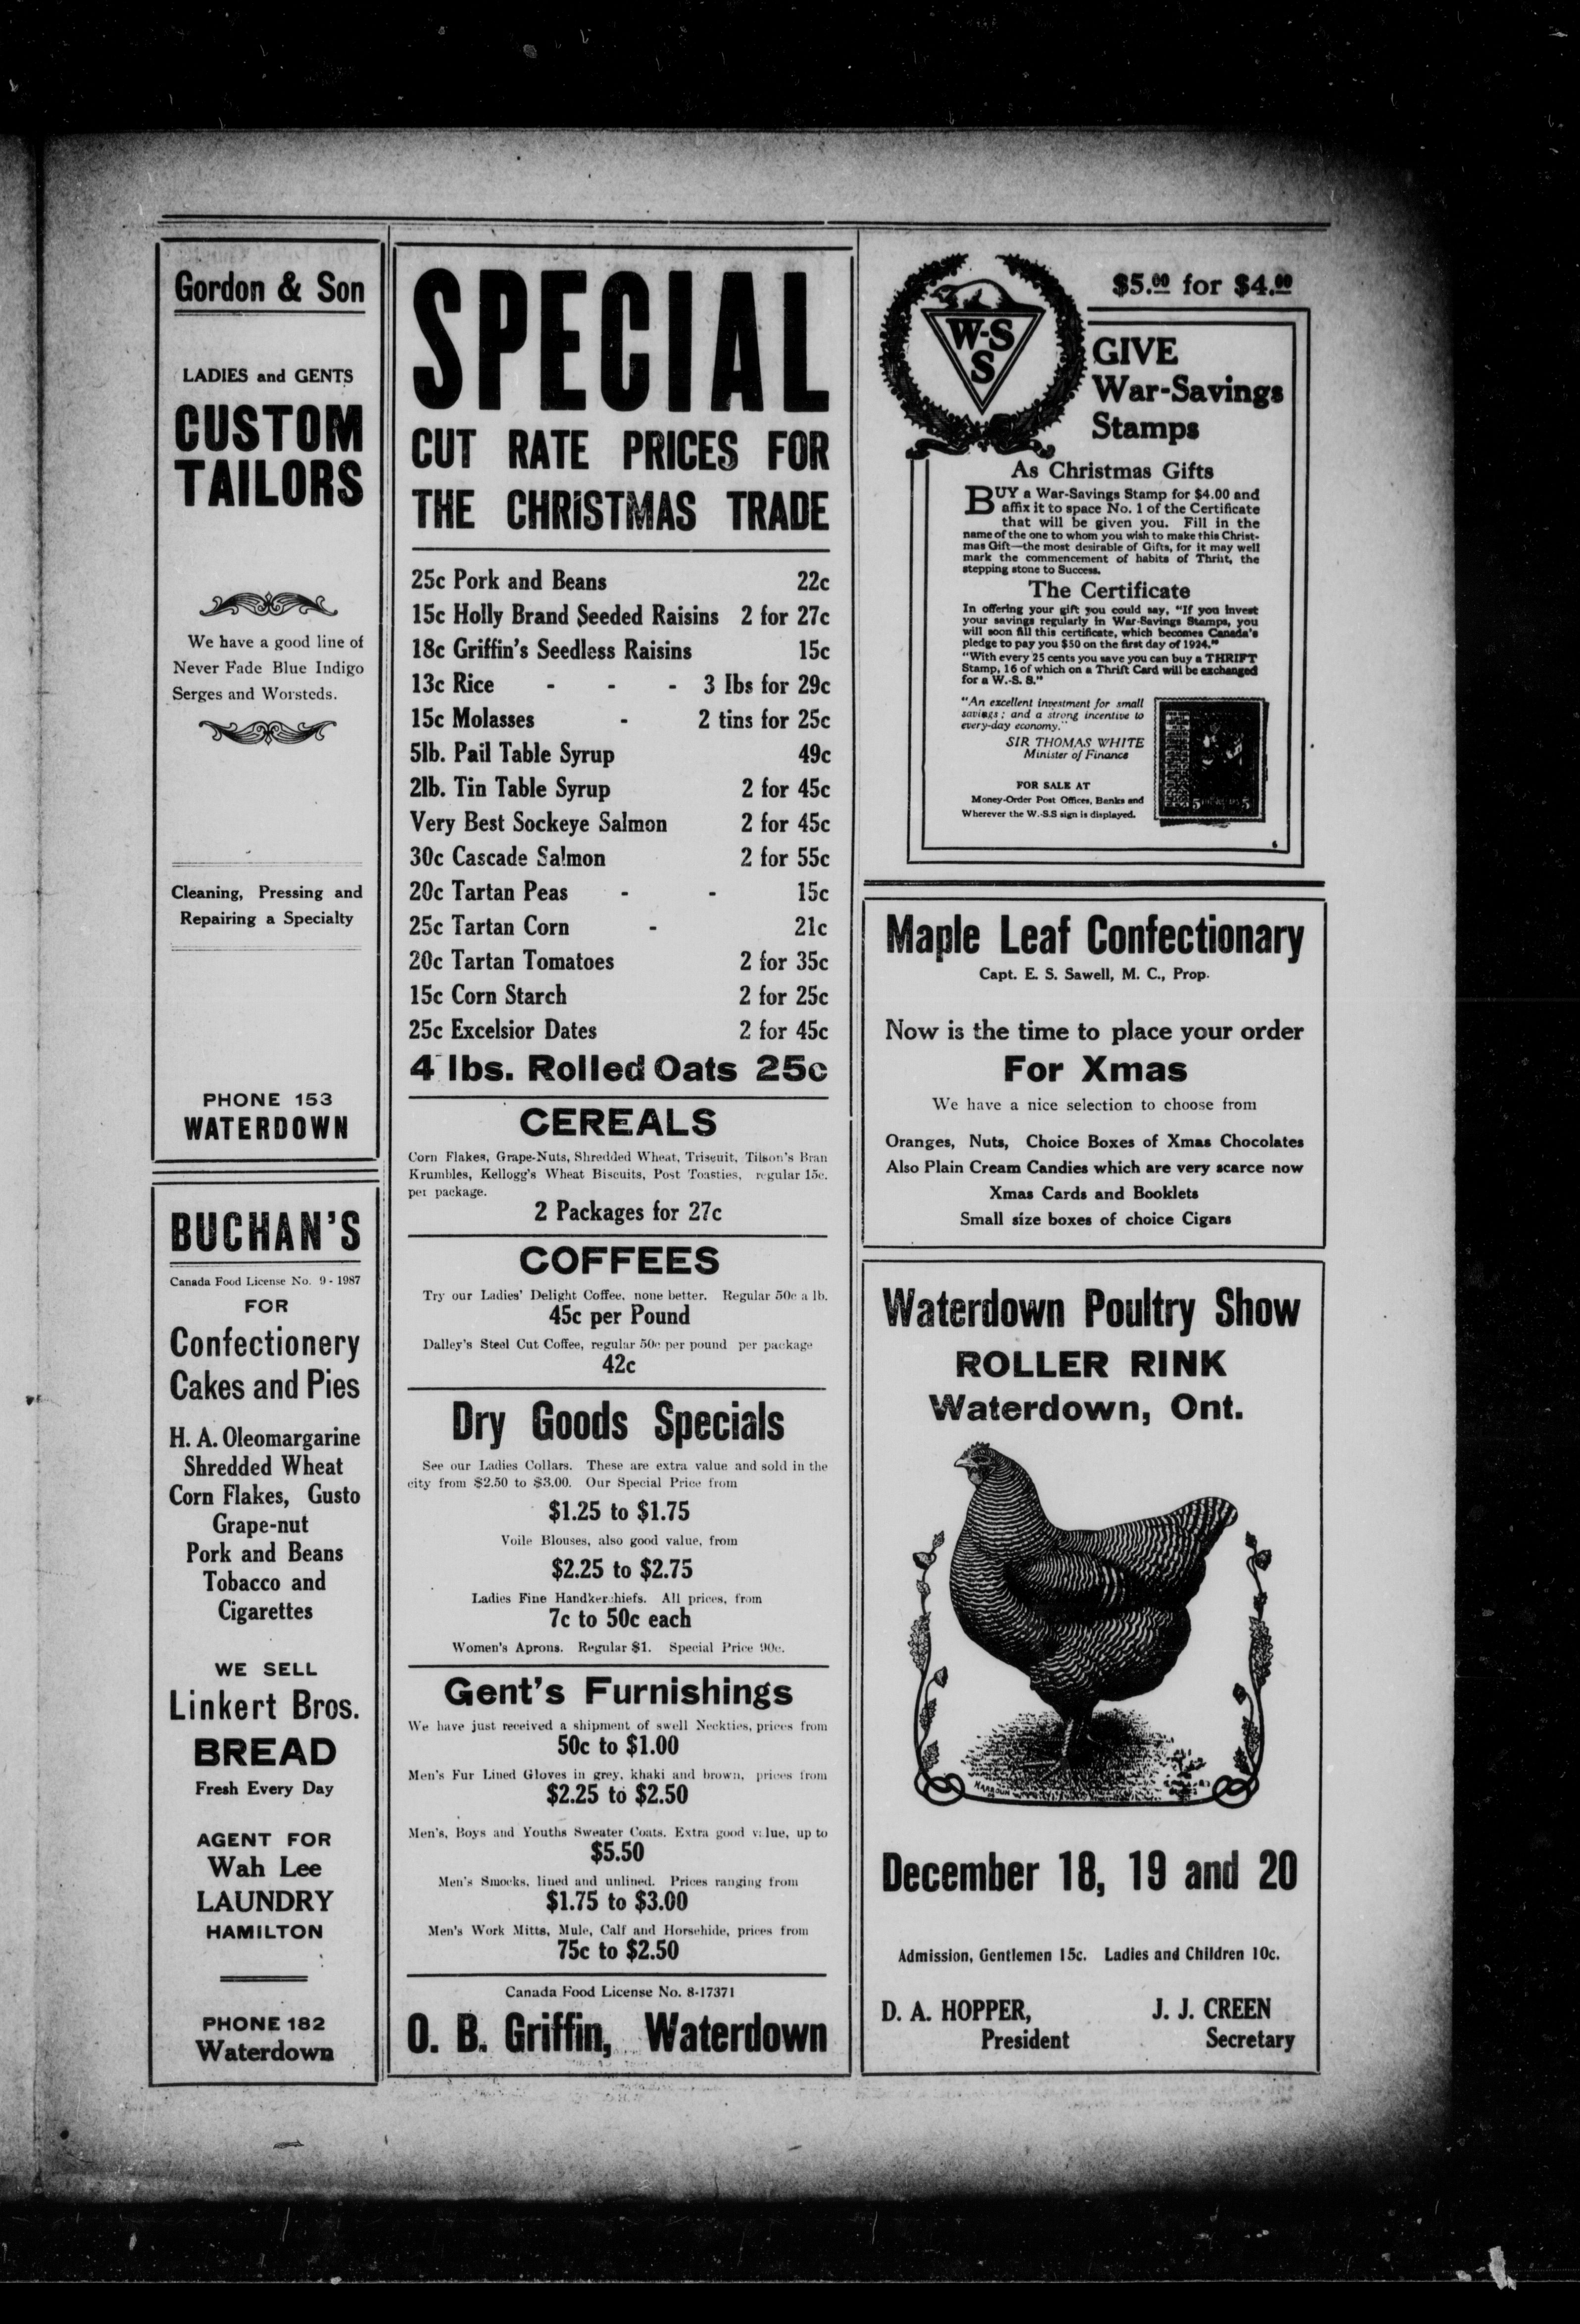 Gordon & Son
LADIES and GENTS
CUSTOM
TAILORS
We have a good line of
Never Fade Blue Indigo
Serges and Worsteds.
Cleaning, Pressing and
Repairing a Specialty
PHONE 153
WATERDOWN
BUCHAN'S
Canada Food License No. 9-1987
FOR
Confectionery
Cakes and Pies
H. A. Oleomargarine
Shredded Wheat
Corn Flakes, Gusto
Grape-nut
Pork and Beans
Tobacco and
Cigarettes
WE SELL
Linkert Bros.
BREAD
Fresh Every Day
AGENT FOR
Wah Lee
LAUNDRY
HAMILTON
PHONE 182
Waterdown
SPECIAL
CUT RATE PRICES FOR
THE CHRISTMAS TRADE
25c Pork and Beans 22c
15c Holly Brand Seeded Raisins 2 for 27c
18c Griffin's Seedless Raisins 15c
13c Rice - - - 3 lbs for 29c
15c Molasses - 2 tins for 25c
5lb. Pail Table Syrup 49c
2lb. Tin Table Syrup 2 for 45c
Very Best Sockeye Salmon 2 for 45c
30c Cascade Salmon 2 for 55c
20c Tartan Peas - - 15c
25c Tartan Corn - 21c
20c Tartan Tomatoes 2 for 35c
15c Corn Starch 2 for 25c
25c Excelsior Dates 2 for 45c
4 lbs. Rolled Oats 25c
CEREALS
Corn Flakes, Grape-Nuts, Shredded Wheat, Triscuit, Tilson's Bran
Krumbles, Kellogg's Wheat Biscuits, Post Toasties, regular 15c.
per package.
2 Packages for 27c
COFFEES
Try our Ladies' Delight Coffee, none better. Regular 50c a lb.
45c per Pound
Dalley's Steel Cut Coffee, regular 50c per pound per package
42c
Dry Goods Specials
See our Ladies Collars. These are extra value and sold in the
city from $2.50 to $3.00. Our Special Price from
$1.25 to $1.75
Voile Blouses, also good value, from
$2.25 to $2.75
Ladies Fine Handkerchiefs. All prices, from
7c to 50c each
Women's Aprons. Regular $1. Special Price 90c.
Gent's Furnishings
We have just received a shipment of swell Neckties, prices from
50c to $1.00
Men's Fur Lined Gloves in grey, khaki and brown, prices from
$2.25 to $2.50
Men's, Boys and Youths Sweater Coats. Extra good value, up to
$5.50
Men's Smocks, lined and unlined. Prices ranging from
$1.75 to $3.00
Men's Work Mitts, Mule, Calf and Horsehide, prices from
75c to $2.50
Canada Food License No. 8-17371
O. B. Griffin, Waterdown
$5.00 for $4.00
W-S
S
GIVE
War-Savings
Stamps
As Christmas Gifts
BUY a War-Savings Stamp for $4.00 and
affix it to space No. 1 of the Certificate
that will be given you. Fill in the
name of the one to whom you wish to make this Christ-
mas Gift—the most desirable of Gifts, for it may well
mark the commencement of habits of Thrift, the
stepping stone to Success.
The Certificate
In offering your gift you could say, "If you invest
your savings regularly in War-Savings Stamps, you
will soon fill this certificate, which becomes Canada's
pledge to pay you $50 on the first day of 1924."
"With every 25 cents you save you can buy a THRIFT
Stamp, 16 of which on a Thrift Card will be exchanged
for a W.-S. S."
"An excellent investment for small
savings; and a strong incentive to
every-day economy."
SIR THOMAS WHITE
Minister of Finance
FOR SALE AT
Money-Order Post Offices, Banks and
Wherever the W.-S.S sign is displayed.
Maple Leaf Confectionary
Capt. E. S. Sawell, M. C., Prop.
Now is the time to place your order
For Xmas
We have a nice selection to choose from
Oranges, Nuts, Choice Boxes of Xmas Chocolates
Also Plain Cream Candies which are very scarce now
Xmas Cards and Booklets
Small size boxes of choice Cigars
Waterdown Poultry Show
ROLLER RINK
Waterdown, Ont.
December 18, 19 and 20
Admission, Gentlemen 15c. Ladies and Children 10c.
D. A. HOPPER, J. J. CREEN
President Secretary